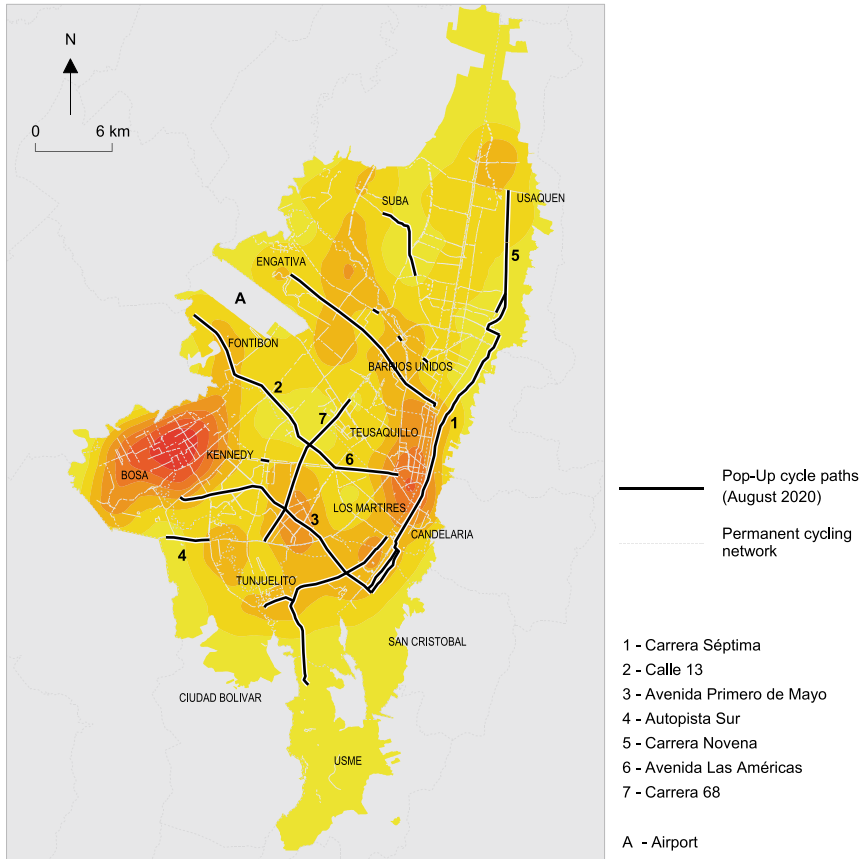 N
0 6 km
SUBA
USAQUEN
5
ENGATIVA
A
FONTIBON
BARRIOS UNIDOS
2
7
1
TEUSAQUILLO
KENNEDY
6
BOSA
LOS MARTIRES
3
CANDELARIA
4
TUNJUELITO
SAN CRISTOBAL
CIUDAD BOLIVAR
USME
Pop-Up cycle paths
(August 2020)
Permanent cycling
network
1 - Carrera Séptima
2 - Calle 13
3 - Avenida Primero de Mayo
4 - Autopista Sur
5 - Carrera Novena
6 - Avenida Las Américas
7 - Carrera 68
A - Airport